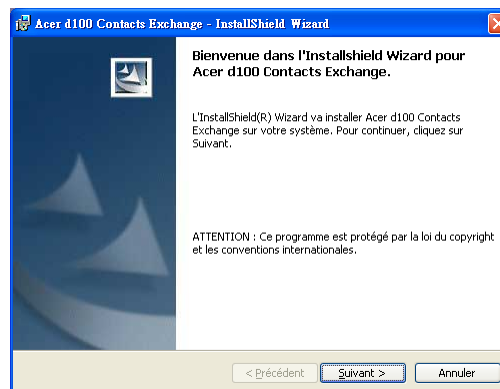 Acer d100 Contacts Exchange - InstallShield Wizard
Bienvenue dans l'Installshield Wizard pour
Acer d100 Contacts Exchange.
L'InstallShield(R) Wizard va installer Acer d100 Contacts
Exchange sur votre système. Pour continuer, cliquez sur
Suivant.
ATTENTION : Ce programme est protégé par la loi du copyright
et les conventions internationales.
< Précédent Suivant > Annuler